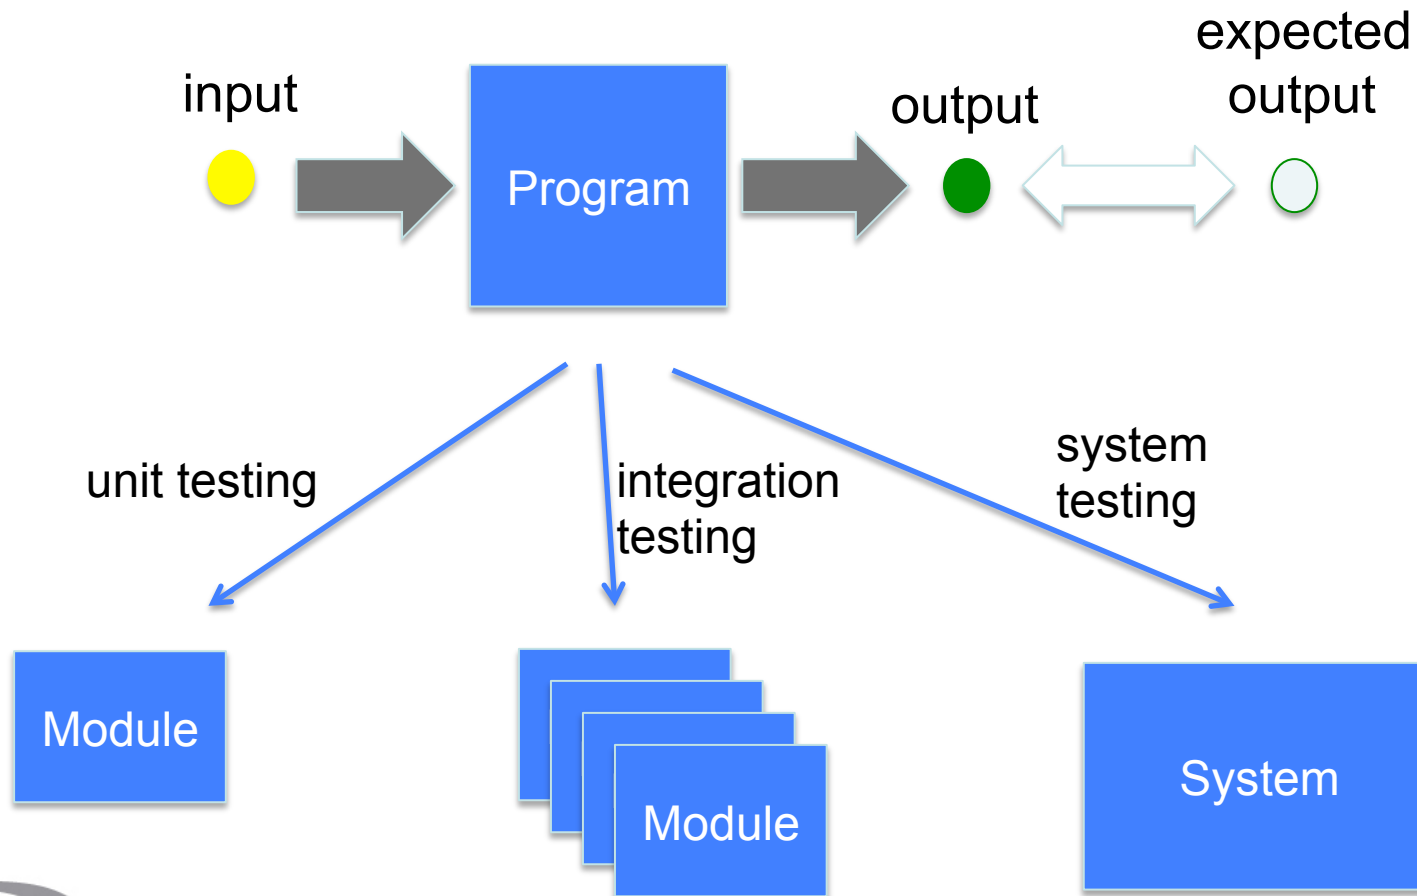 expected
output
input
output
Program
unit testing
integration
testing
system
testing
Module
Module
System